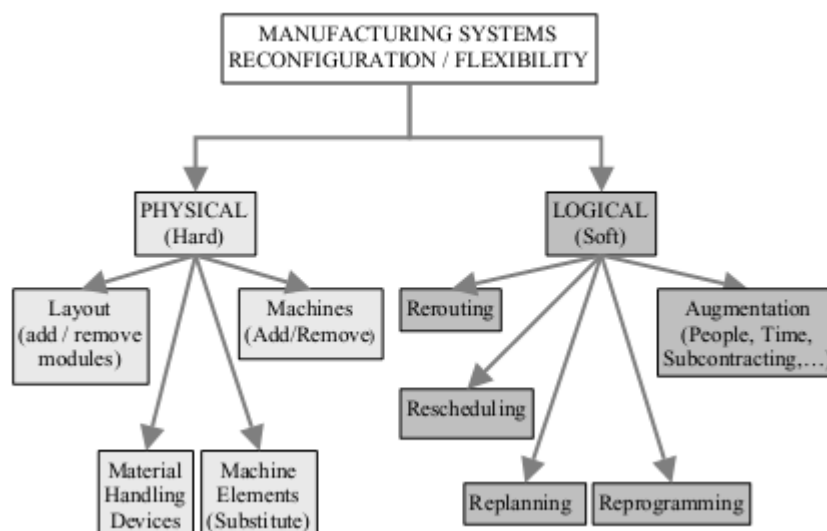 MANUFACTURING SYSTEMS
RECONFIGURATION / FLEXIBILITY
PHYSICAL
(Hard)
LOGICAL
(Soft)
Layout
(add / remove
modules)
Machines
(Add/Remove)
Rerouting
Augmentation
(People, Time,
Subcontracting,…)
Rescheduling
Material
Handling
Devices
Machine
Elements
(Substitute)
Replanning
Reprogramming